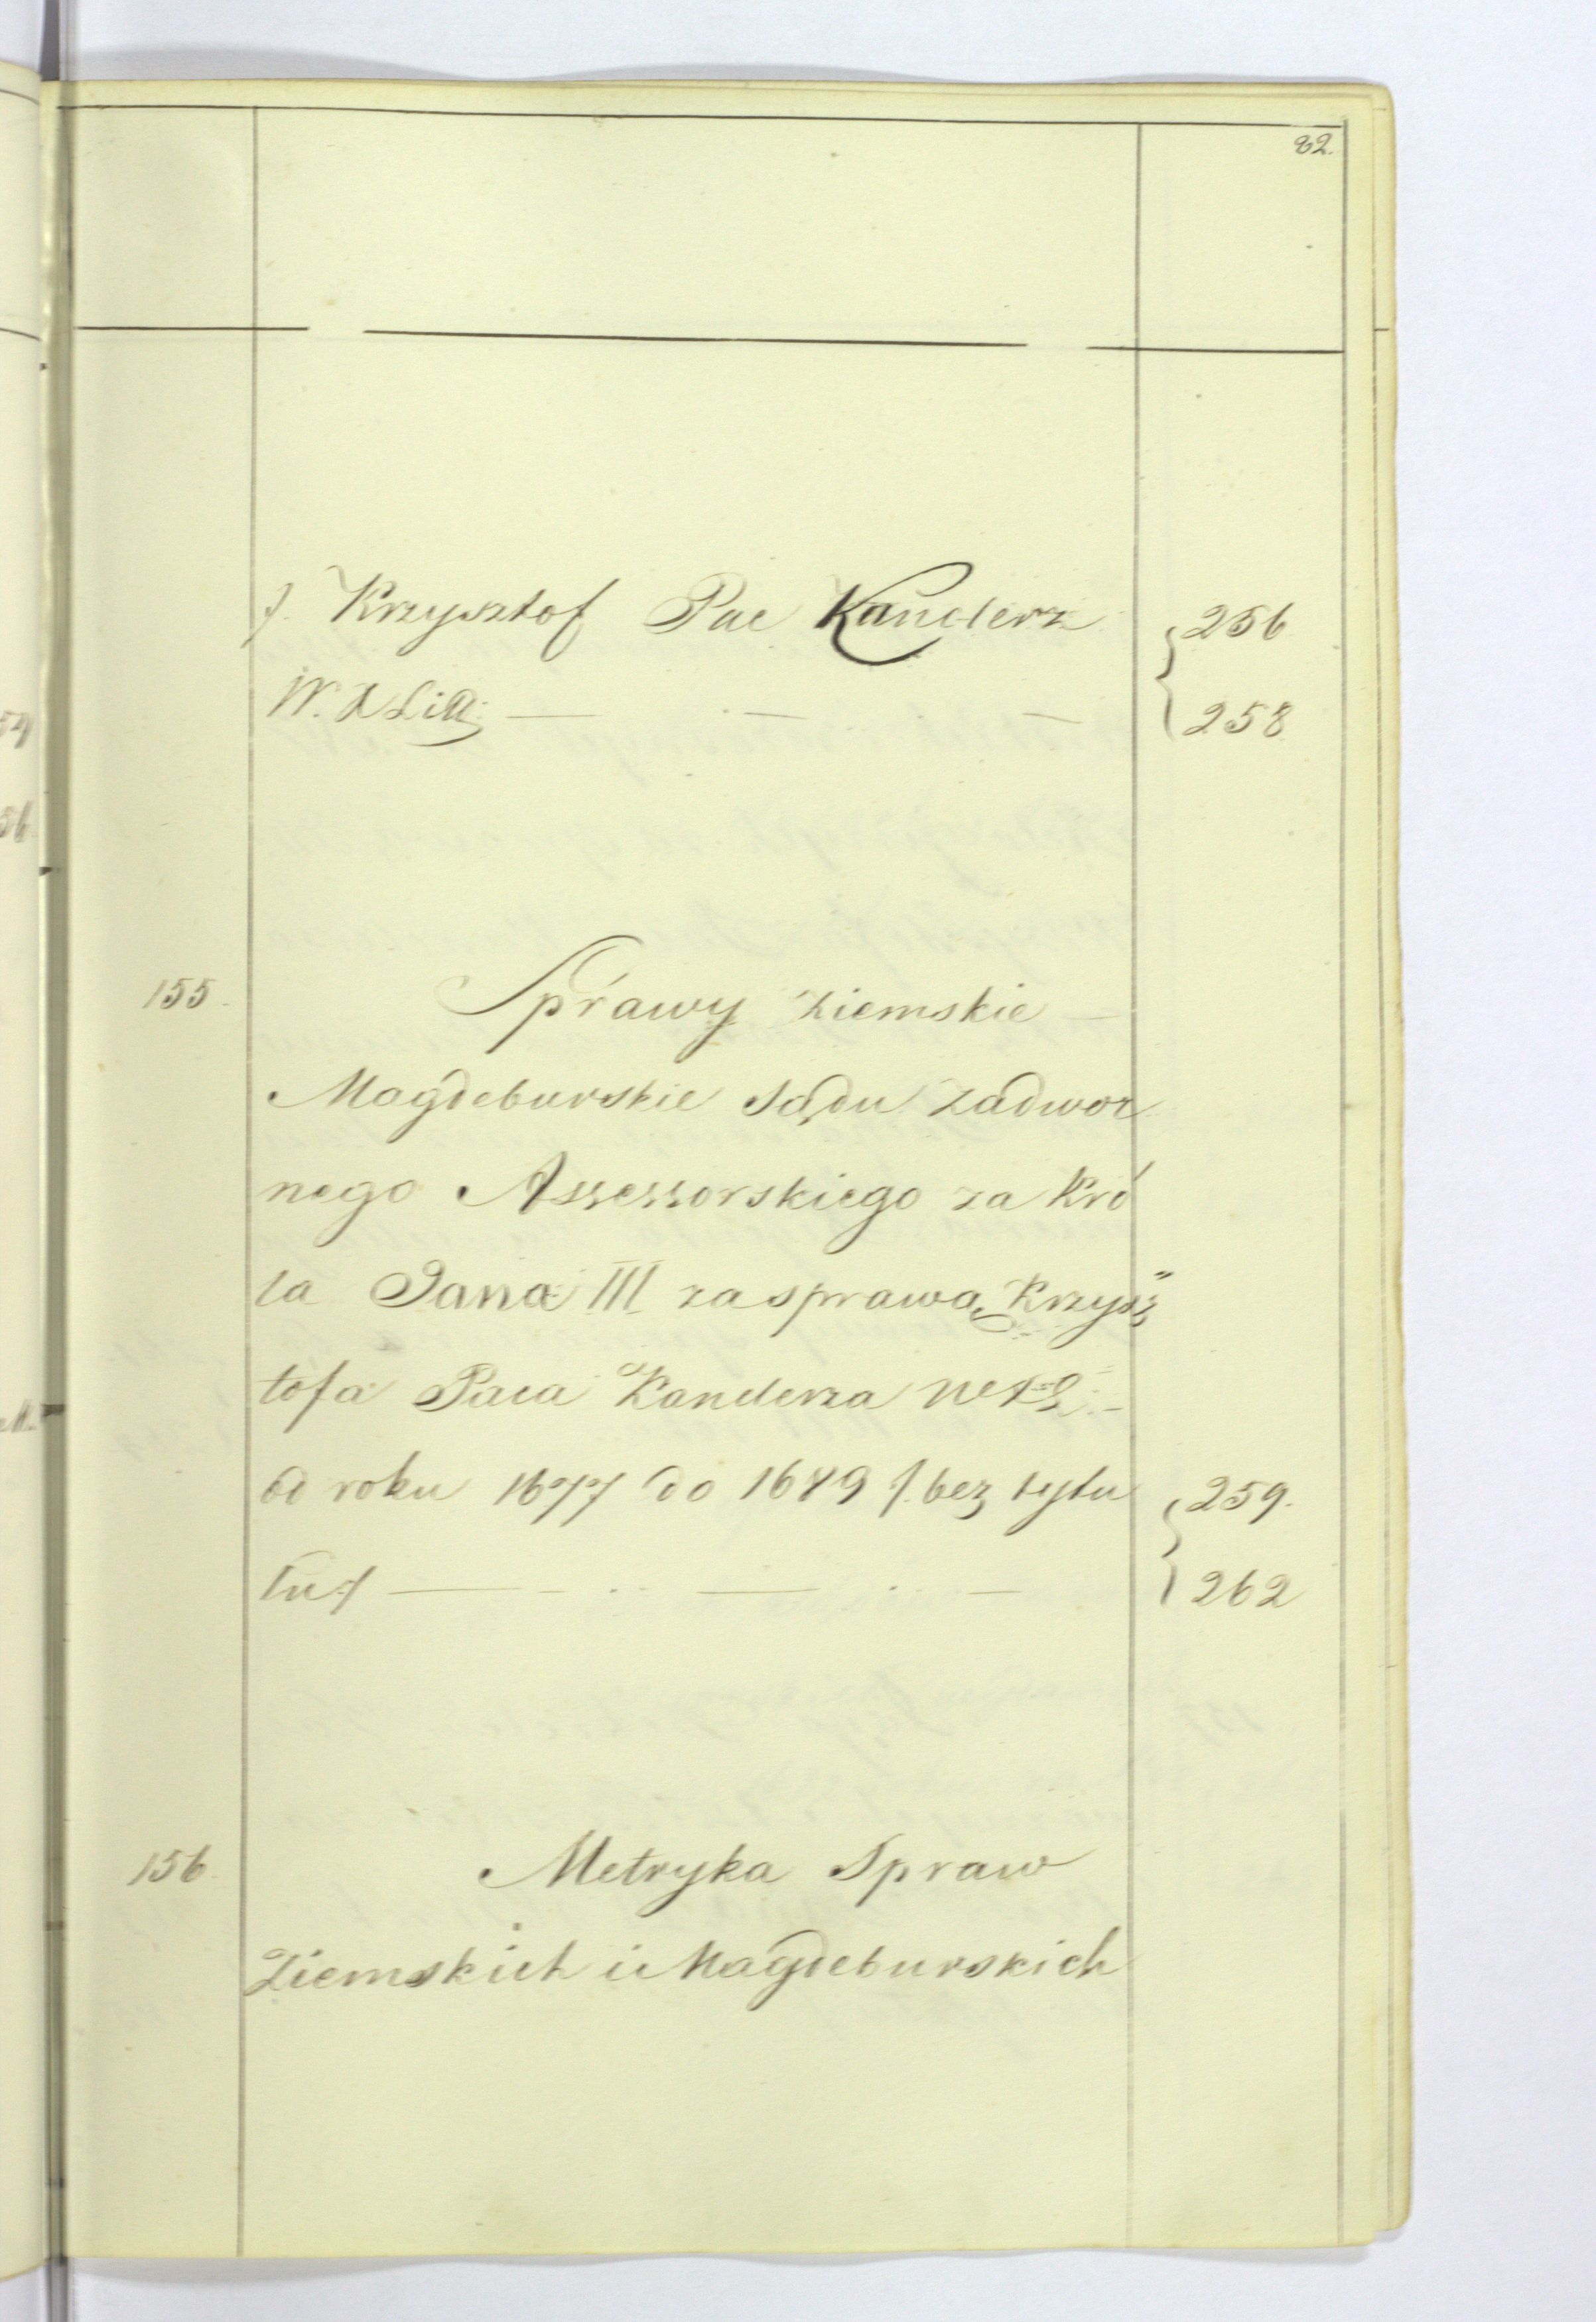 82.
/. Krzysztof Pac Kanclerz 256
W. X Litt: — — — 258
155. Sprawy Ziemskie —
Magdeburskie Sądu Zadwor
nego Assessorskiego za Kró
la Jana III za sprawą Krzysz
tofa Paca Kanclerza
od roku 1677 do 1689 /. bez tytu 259.
łu ./ — — — 262
156. Metryka Spraw
Ziemskich i Magdeburskich